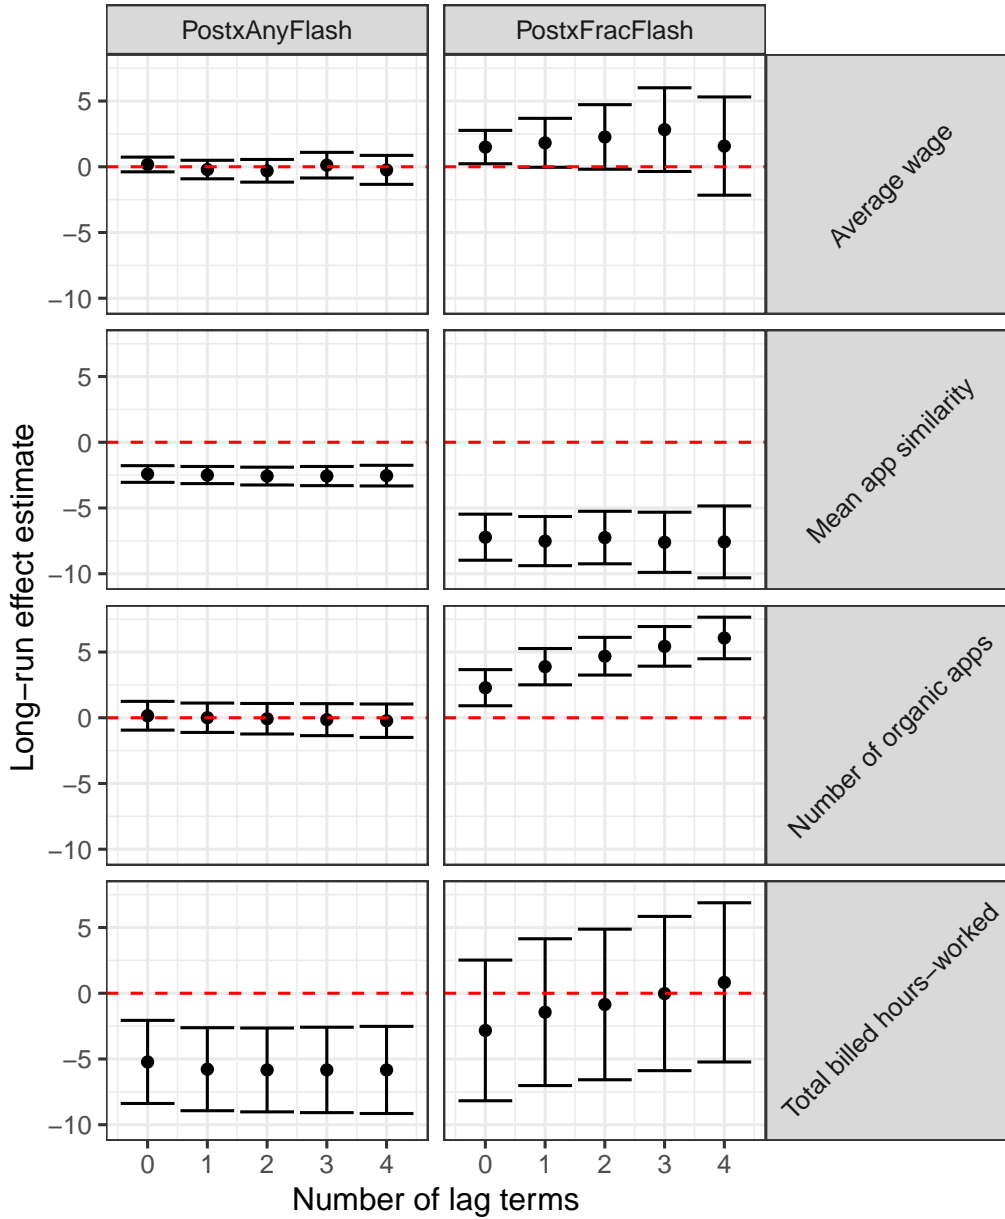 PostxAnyFlash
PostxFracFlash
5
0
−5
−10
Average wage
5
0
−5
−10
Mean app similarity
5
0
−5
−10
Number of organic apps
5
0
−5
−10
Total billed hours−worked
Long−run effect estimate
0 1 2 3 4
0 1 2 3 4
Number of lag terms